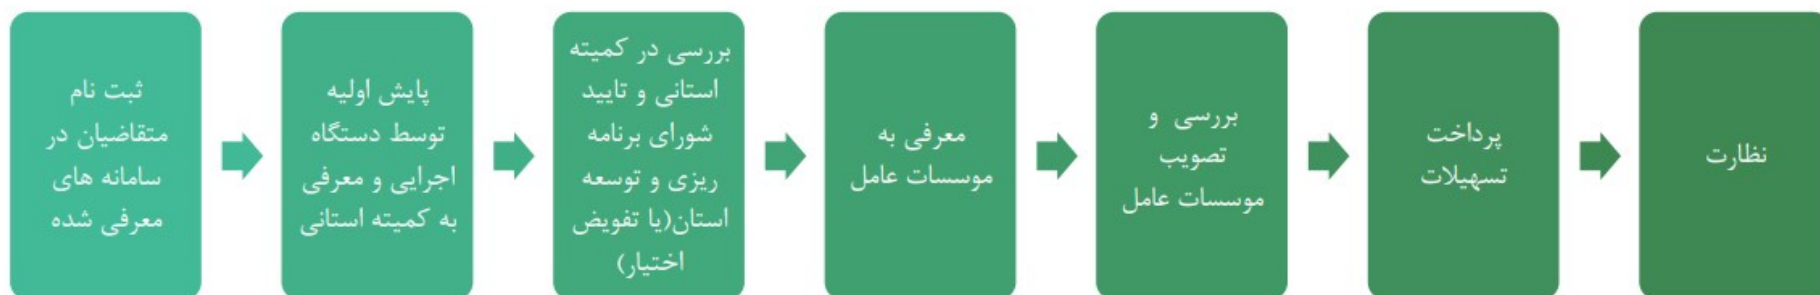 ثبت نام
متقاضیان در
سامانه های
معرفی شده
پایش اولیه
توسط دستگاه
اجرایی و معرفی
به کمیته استانی
بررسی در کمیته
استانی و تایید
شورای برنامه
ریزی و توسعه
استان(یا تفویض
اختیار)
معرفی به
موسسات عامل
بررسی و
تصویب
موسسات عامل
پرداخت
تسهیلات
نظارت